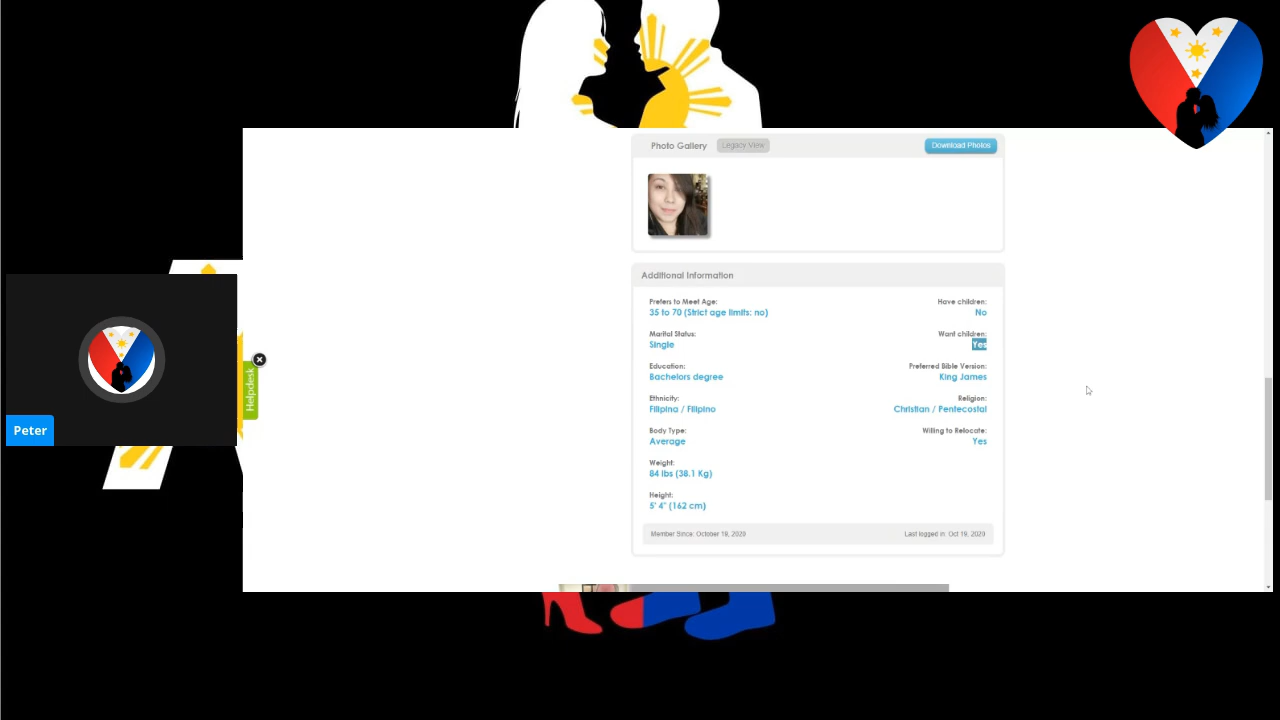 Photo Gallery
Legacy View
Download Photos
Additional Information
Prefers to Meet Age:
35 to 70 (Strict age limits: no)
Have children:
No
Marital Status:
Single
Want children:
Yes
Education:
Bachelors degree
Preferred Bible Version:
King James
Ethnicity:
Filipina / Filipino
Religion:
Christian / Pentecostal
Body Type:
Average
Willing to Relocate:
Yes
Weight:
84 lbs (38.1 Kg)
Height:
5' 4" (162 cm)
Member Since: October 19, 2020
Last logged in: Oct 19, 2020
Helpdesk
Peter